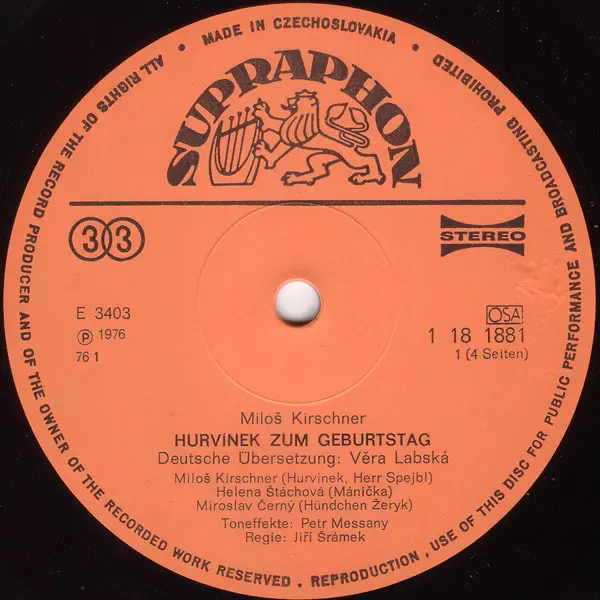 ALL RIGHTS OF THE RECORD PRODUCER AND OF THE OWNER OF THE RECORDED WORK RESERVED . REPRODUCTION , USE OF THIS DISC FOR PUBLIC PERFORMANCE AND BROADCASTING PROHIBITED
• MADE IN CZECHOSLOVAKIA •
SUPRAPHON
33
STEREO
E 3403
Ⓟ 1976
76 1
OSA
1 18 1881
1 (4 Seiten)
Miloš Kirschner
HURVÍNEK ZUM GEBURTSTAG
Deutsche Übersetzung: Věra Labská
Miloš Kirschner (Hurvínek, Herr Spejbl)
Helena Štáchová (Mánička)
Miroslav Černý (Hündchen Žeryk)
Toneffekte: Petr Messany
Regie: Jiří Šrámek